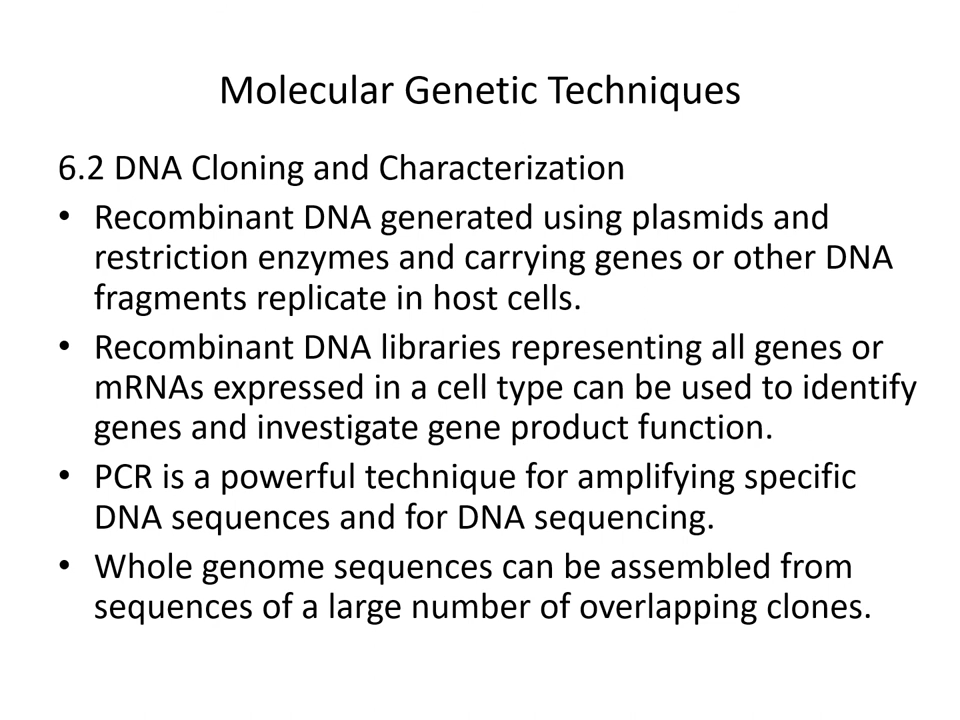 Molecular Genetic Techniques
6.2 DNA Cloning and Characterization
• Recombinant DNA generated using plasmids and
restriction enzymes and carrying genes or other DNA
fragments replicate in host cells.
• Recombinant DNA libraries representing all genes or
mRNAs expressed in a cell type can be used to identify
genes and investigate gene product function.
• PCR is a powerful technique for amplifying specific
DNA sequences and for DNA sequencing.
• Whole genome sequences can be assembled from
sequences of a large number of overlapping clones.